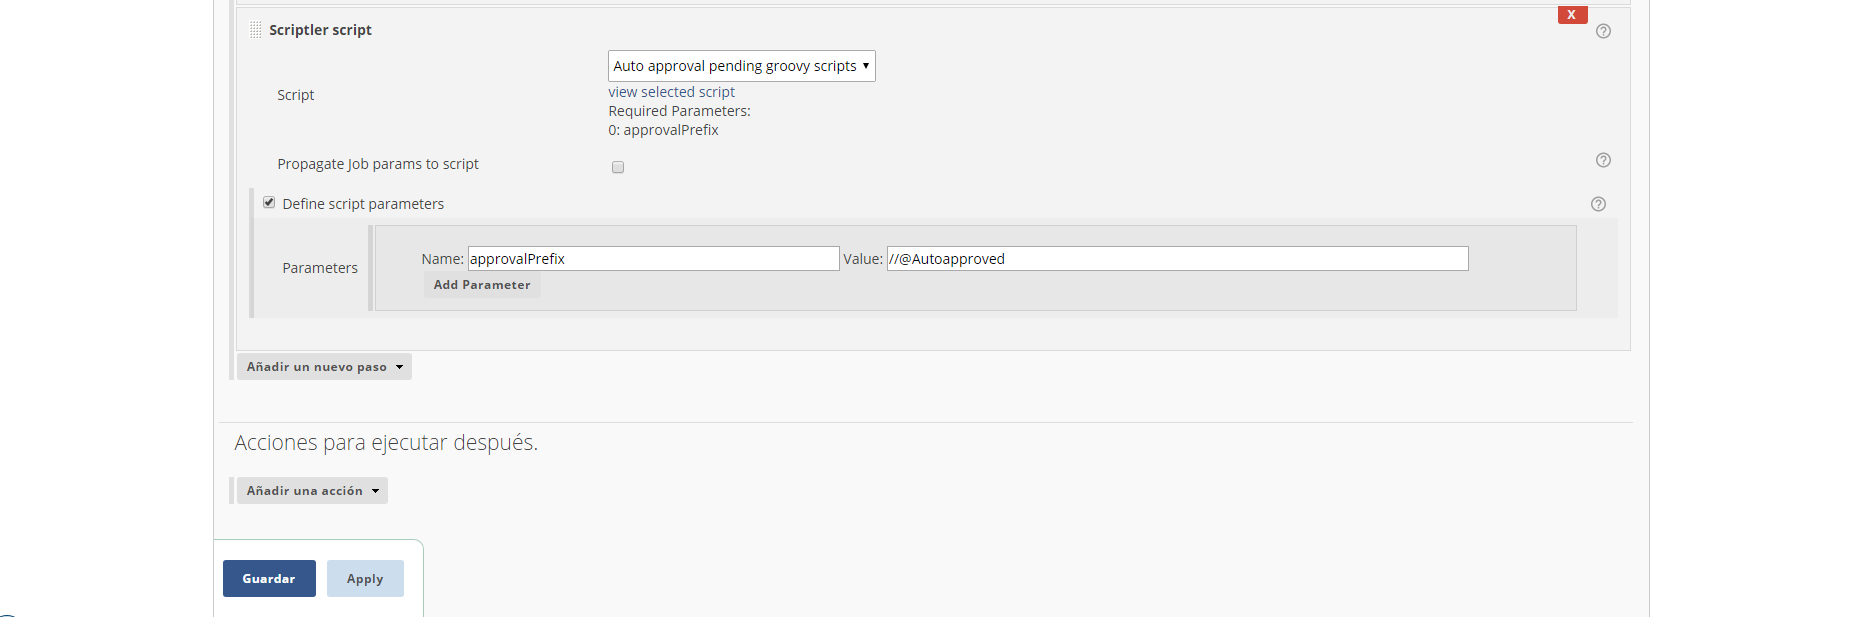 Scriptler script
X
Script
Auto approval pending groovy scripts
view selected script
Required Parameters:
0: approvalPrefix
Propagate Job params to script
Define script parameters
Parameters
Name: approvalPrefix Value: //@Autoapproved
Add Parameter
Añadir un nuevo paso
Acciones para ejecutar después.
Añadir una acción
Guardar Apply